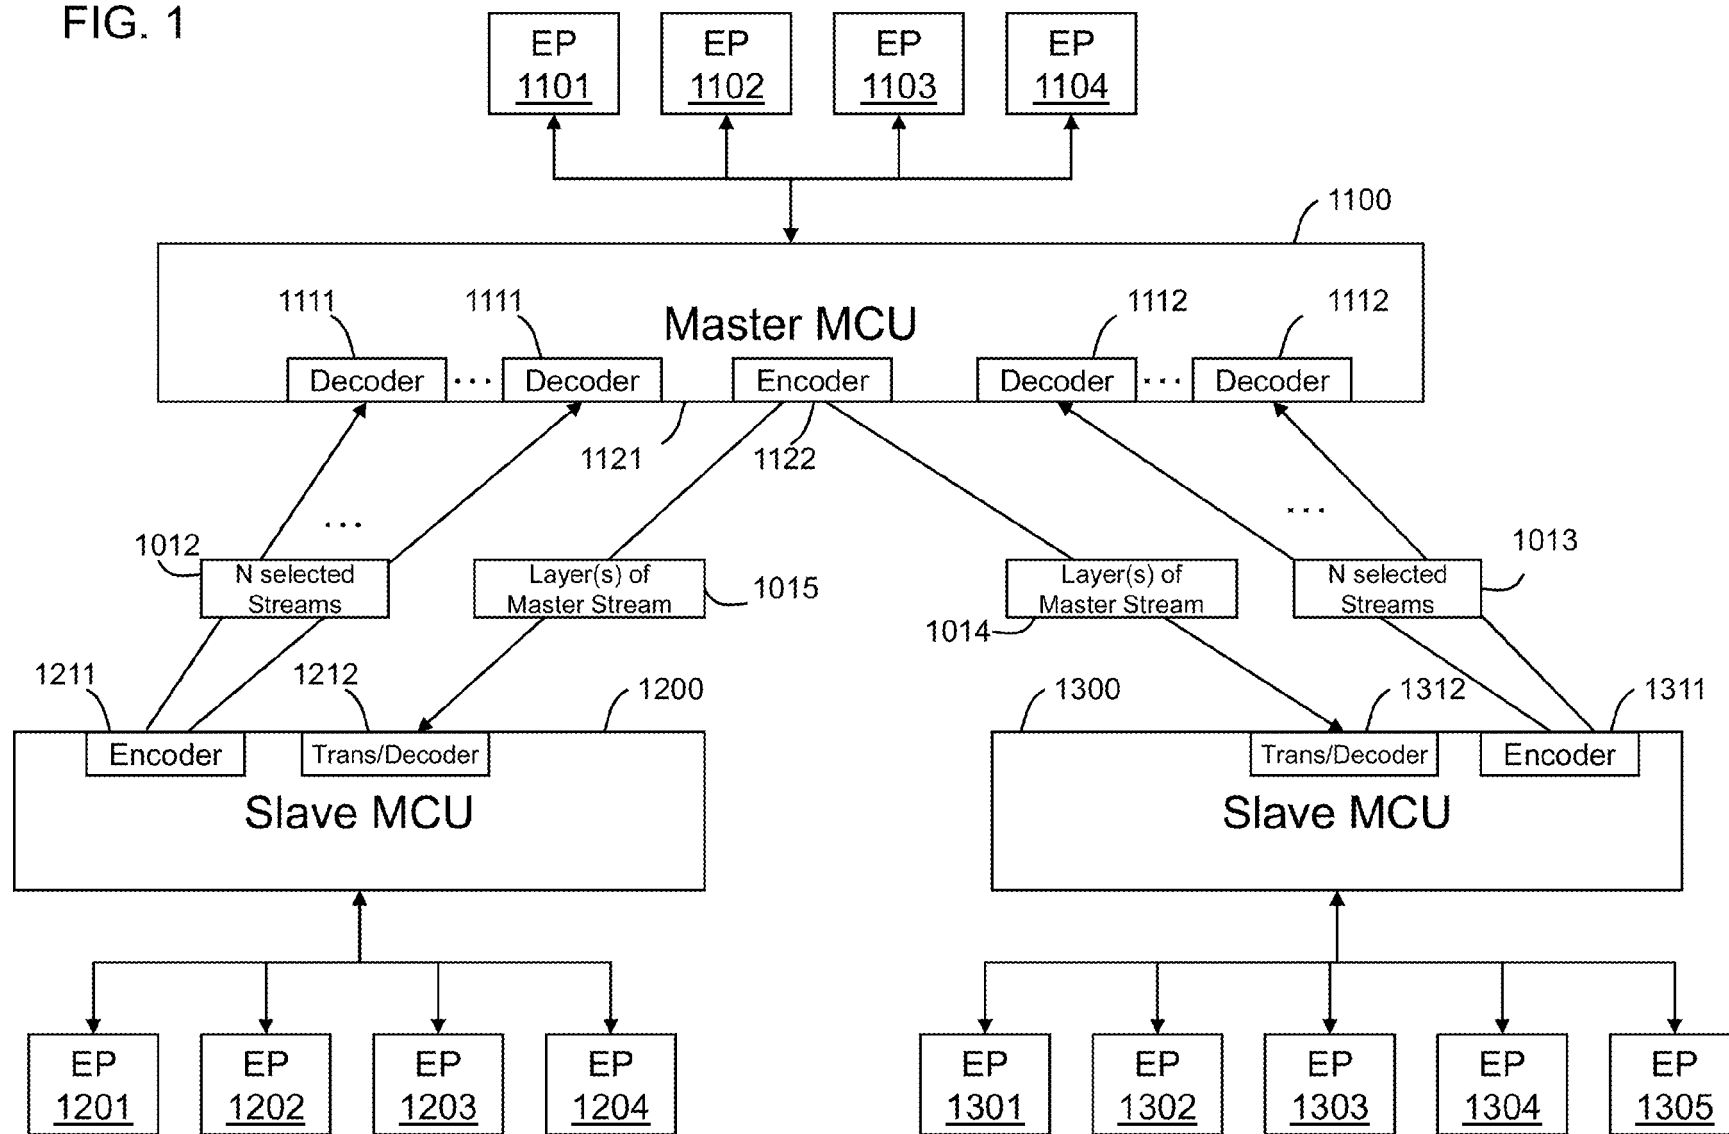 FIG. 1
EP EP EP EP
1101 1102 1103 1104
1100
1111 1111 1112 1112
Master MCU
Decoder ... Decoder Encoder Decoder ... Decoder
1121 1122
... ...
1012 1013
N selected Layer(s) of Layer(s) of N selected
Streams Master Stream Master Stream Streams
1015
1014
1211 1212 1200 1300 1312 1311
Encoder Trans/Decoder Trans/Decoder Encoder
Slave MCU Slave MCU
EP EP EP EP EP EP EP EP EP
1201 1202 1203 1204 1301 1302 1303 1304 1305